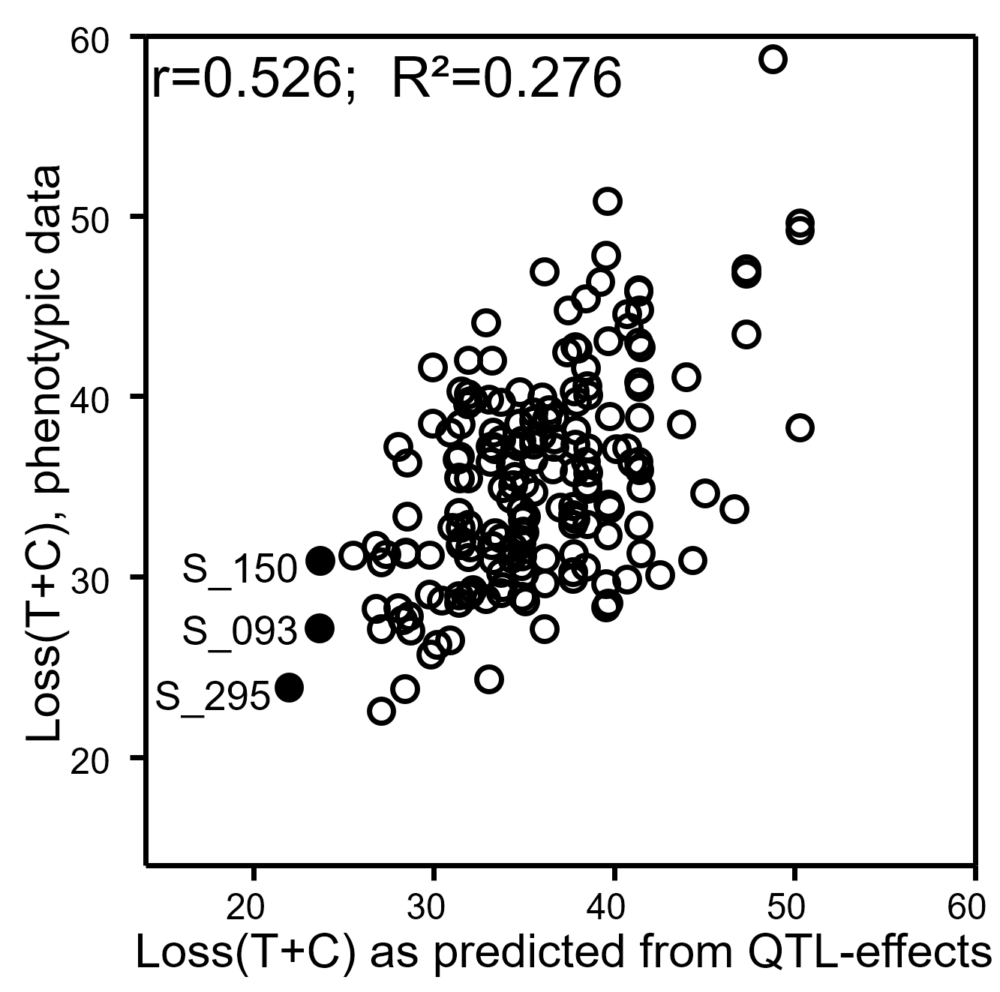 r=0.526; R²=0.276
60
50
40
30
20
Loss(T+C), phenotypic data
S_150
S_093
S_295
20 30 40 50 60
Loss(T+C) as predicted from QTL-effects